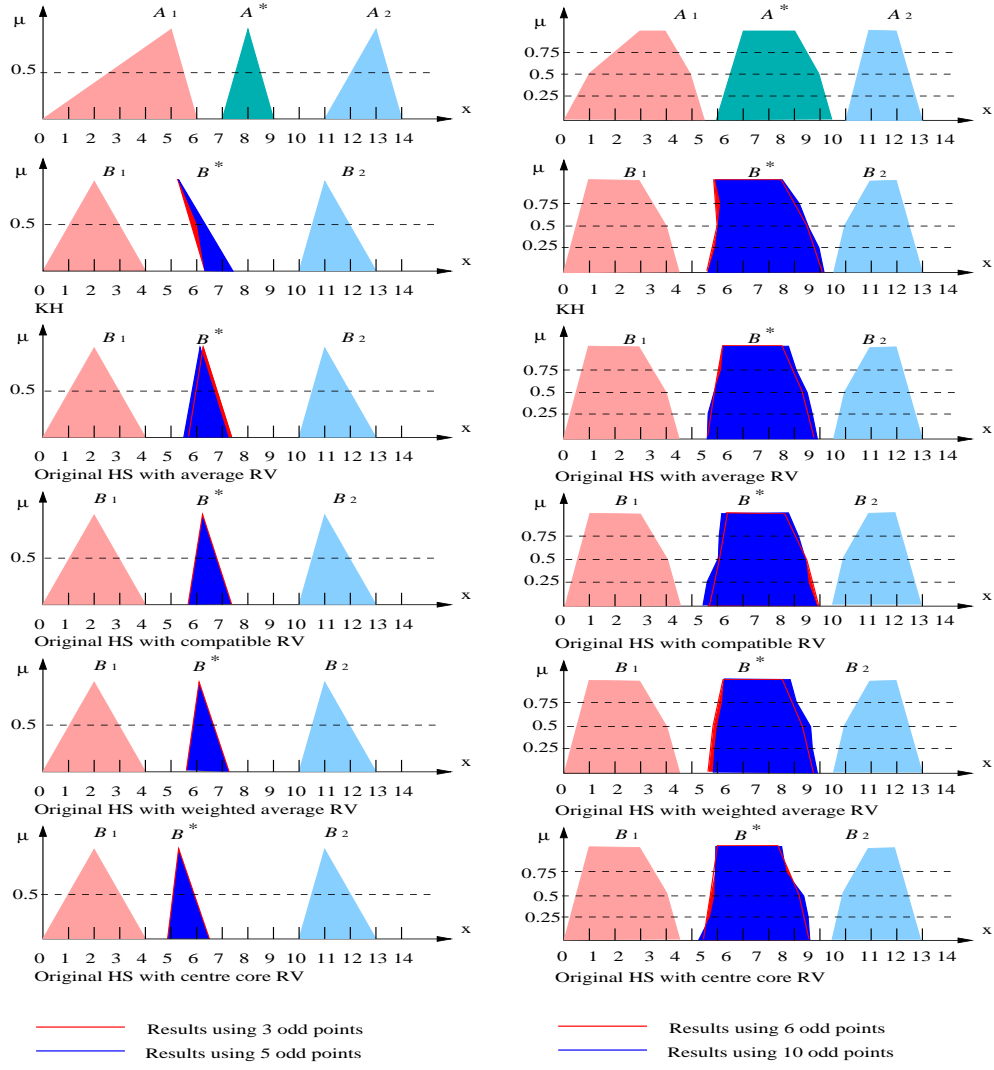 μ A 1 A * A 2
0.5
x
0 1 2 3 4 5 6 7 8 9 10 11 12 13 14
μ B 1 B * B 2
0.5
x
0 1 2 3 4 5 6 7 8 9 10 11 12 13 14
KH
μ B 1 B * B 2
0.5
x
0 1 2 3 4 5 6 7 8 9 10 11 12 13 14
Original HS with average RV
μ B 1 B * B 2
0.5
x
0 1 2 3 4 5 6 7 8 9 10 11 12 13 14
Original HS with compatible RV
μ B 1 B * B 2
0.5
x
0 1 2 3 4 5 6 7 8 9 10 11 12 13 14
Original HS with weighted average RV
μ B 1 B * B 2
0.5
x
0 1 2 3 4 5 6 7 8 9 10 11 12 13 14
Original HS with centre core RV
Results using 3 odd points
Results using 5 odd points
μ A 1 A * A 2
0.75
0.5
0.25
x
0 1 2 3 4 5 6 7 8 9 10 11 12 13 14
μ B 1 B * B 2
0.75
0.5
0.25
x
0 1 2 3 4 5 6 7 8 9 10 11 12 13 14
KH
μ B 1 B * B 2
0.75
0.5
0.25
x
0 1 2 3 4 5 6 7 8 9 10 11 12 13 14
Original HS with average RV
μ B 1 B * B 2
0.75
0.5
0.25
x
0 1 2 3 4 5 6 7 8 9 10 11 12 13 14
Original HS with compatible RV
μ B 1 B * B 2
0.75
0.5
0.25
x
0 1 2 3 4 5 6 7 8 9 10 11 12 13 14
Original HS with weighted average RV
μ B 1 B * B 2
0.75
0.5
0.25
x
0 1 2 3 4 5 6 7 8 9 10 11 12 13 14
Original HS with centre core RV
Results using 6 odd points
Results using 10 odd points